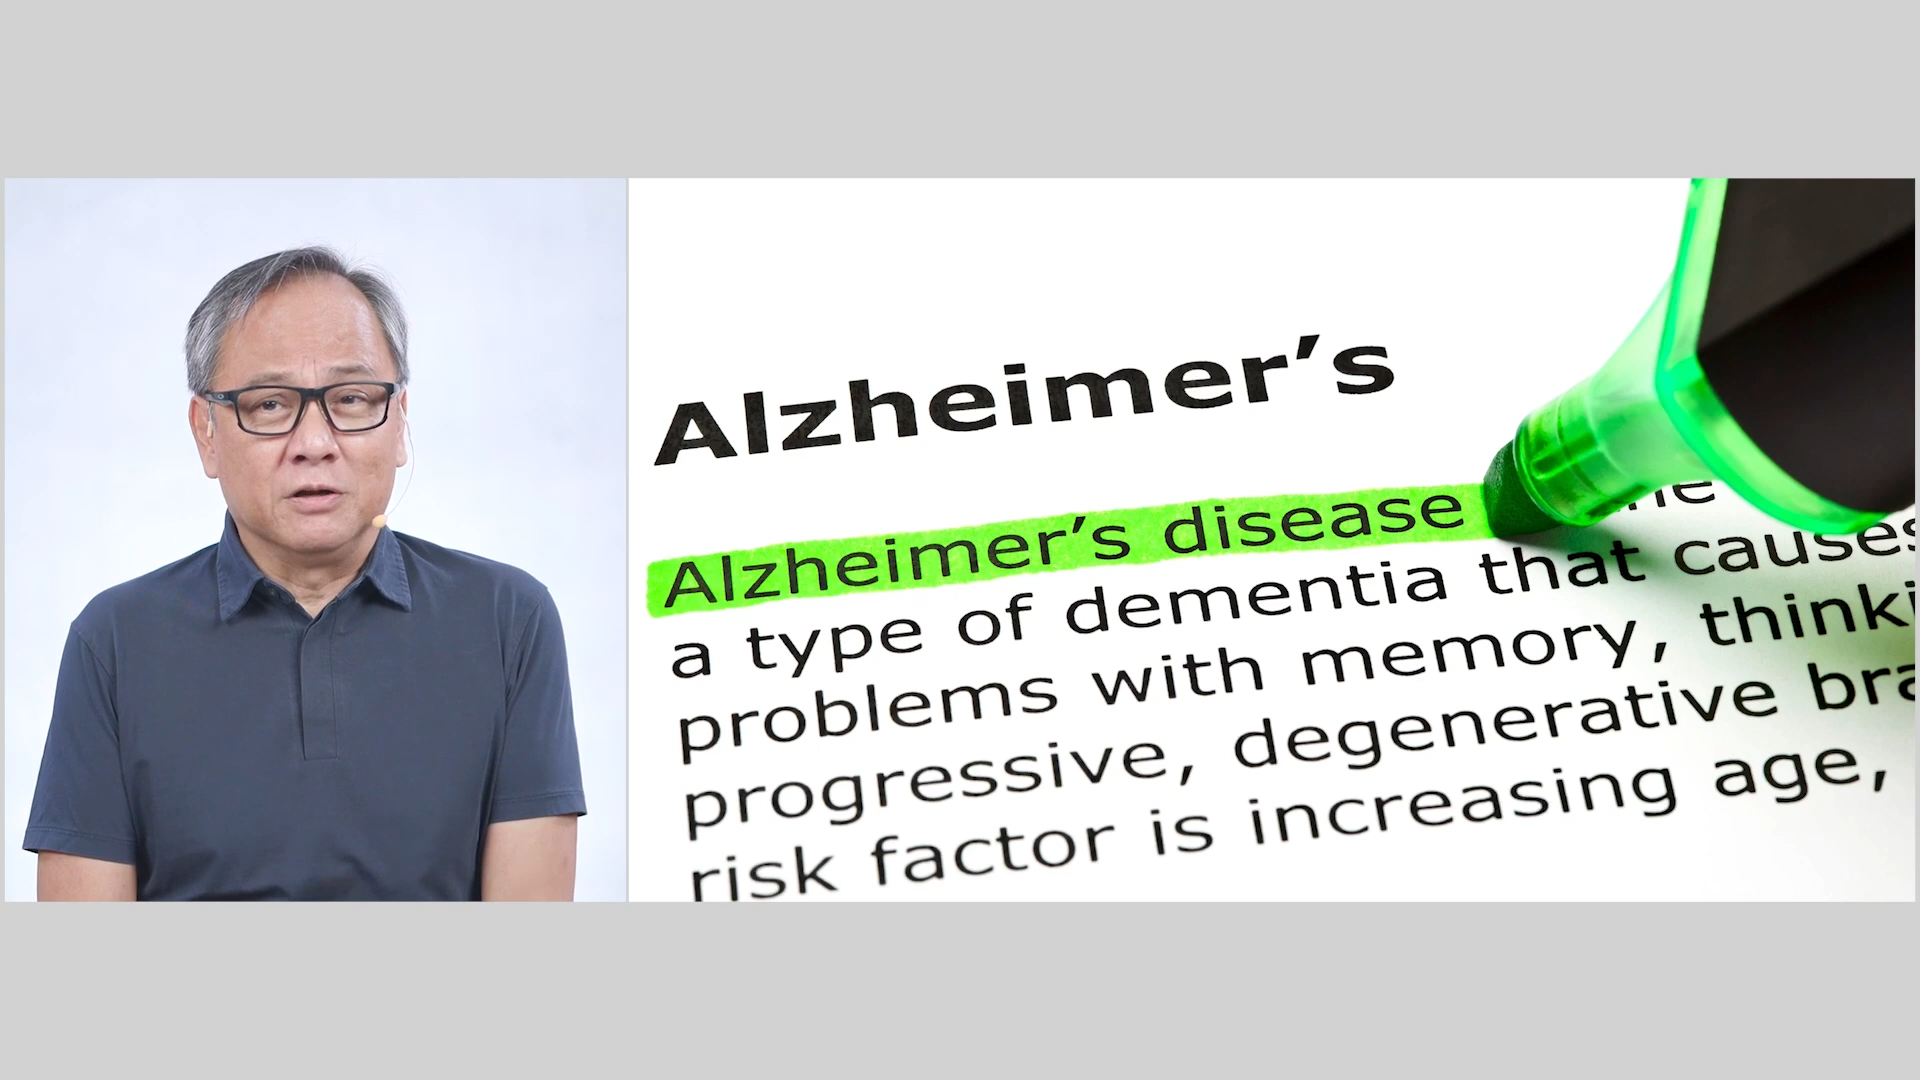 Alzheimer's
Alzheimer's disease
a type of dementia that causes
problems with memory,
progressive, degenerative
risk factor is increasing age,